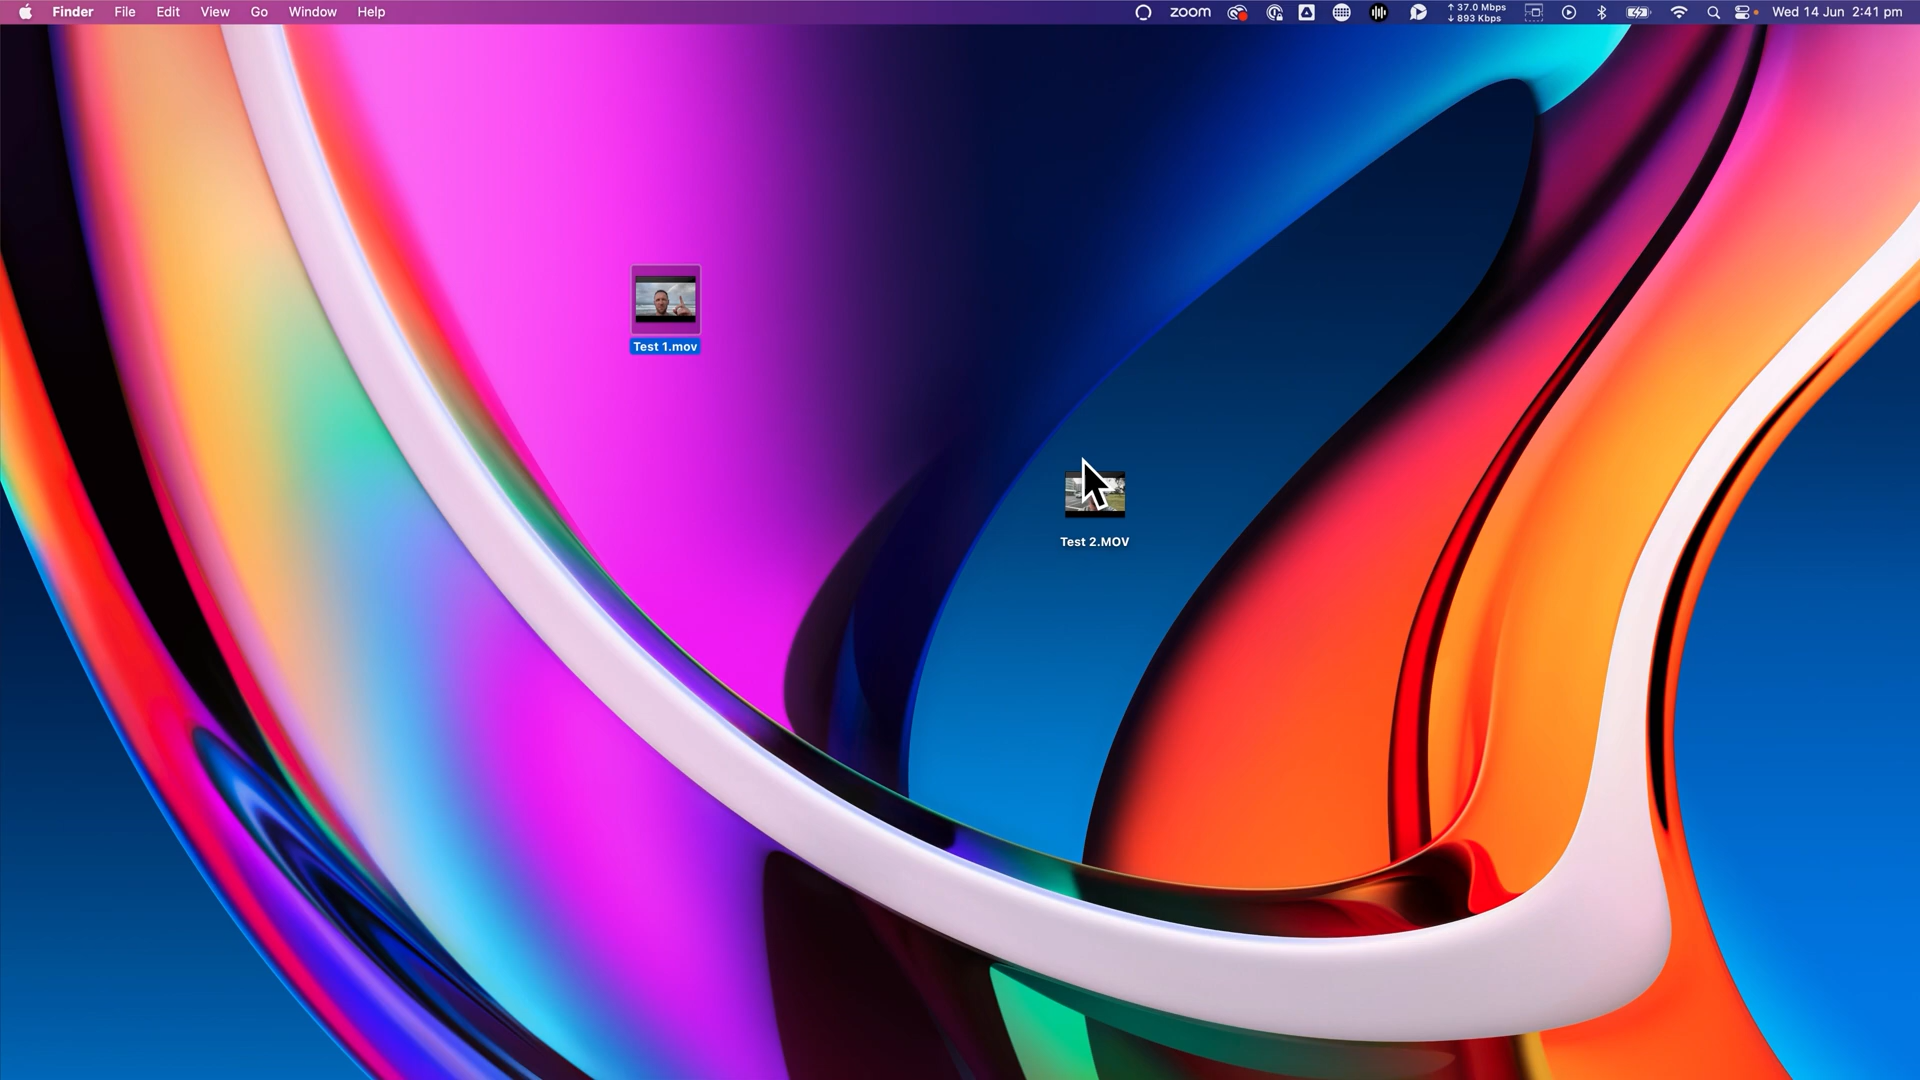 Finder File Edit View Go Window Help zoom ↑ 37.0 Mbps Wed 14 Jun 2:41 pm
↓ 893 Kbps
Test 1.mov
Test 2.MOV